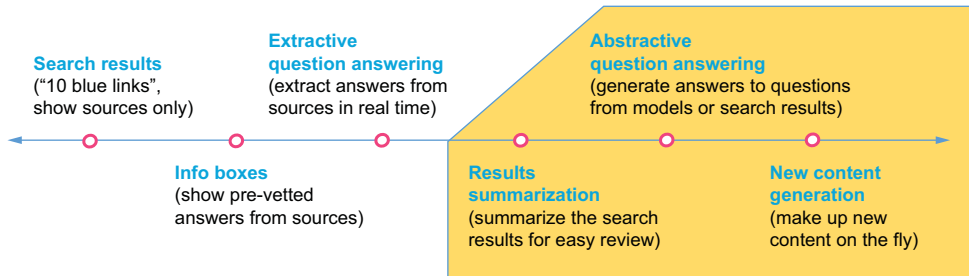 Search results
("10 blue links",
show sources only)
Info boxes
(show pre-vetted
answers from sources)
Extractive
question answering
(extract answers from
sources in real time)
Results
summarization
(summarize the search
results for easy review)
Abstractive
question answering
(generate answers to questions
from models or search results)
New content
generation
(make up new
content on the fly)